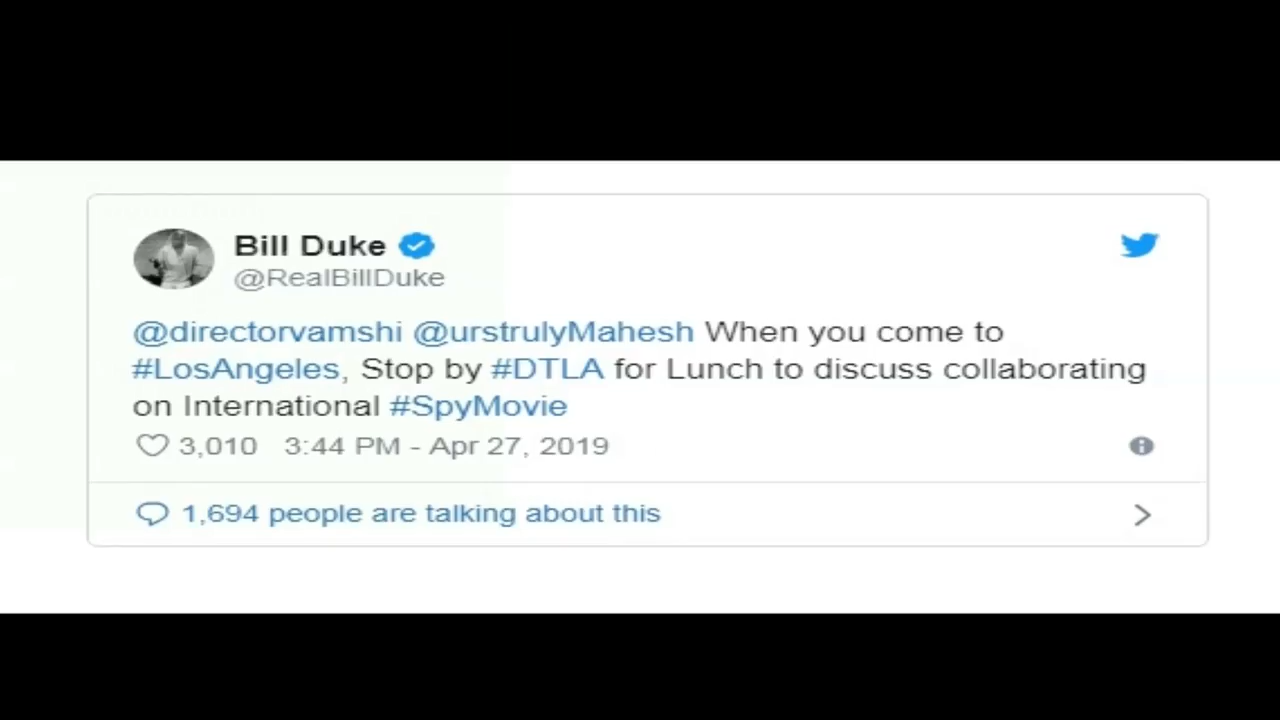 Bill Duke
@RealBillDuke
@directorvamshi @urstrulyMahesh When you come to
#LosAngeles, Stop by #DTLA for Lunch to discuss collaborating
on International #SpyMovie
3,010 3:44 PM - Apr 27, 2019
1,694 people are talking about this